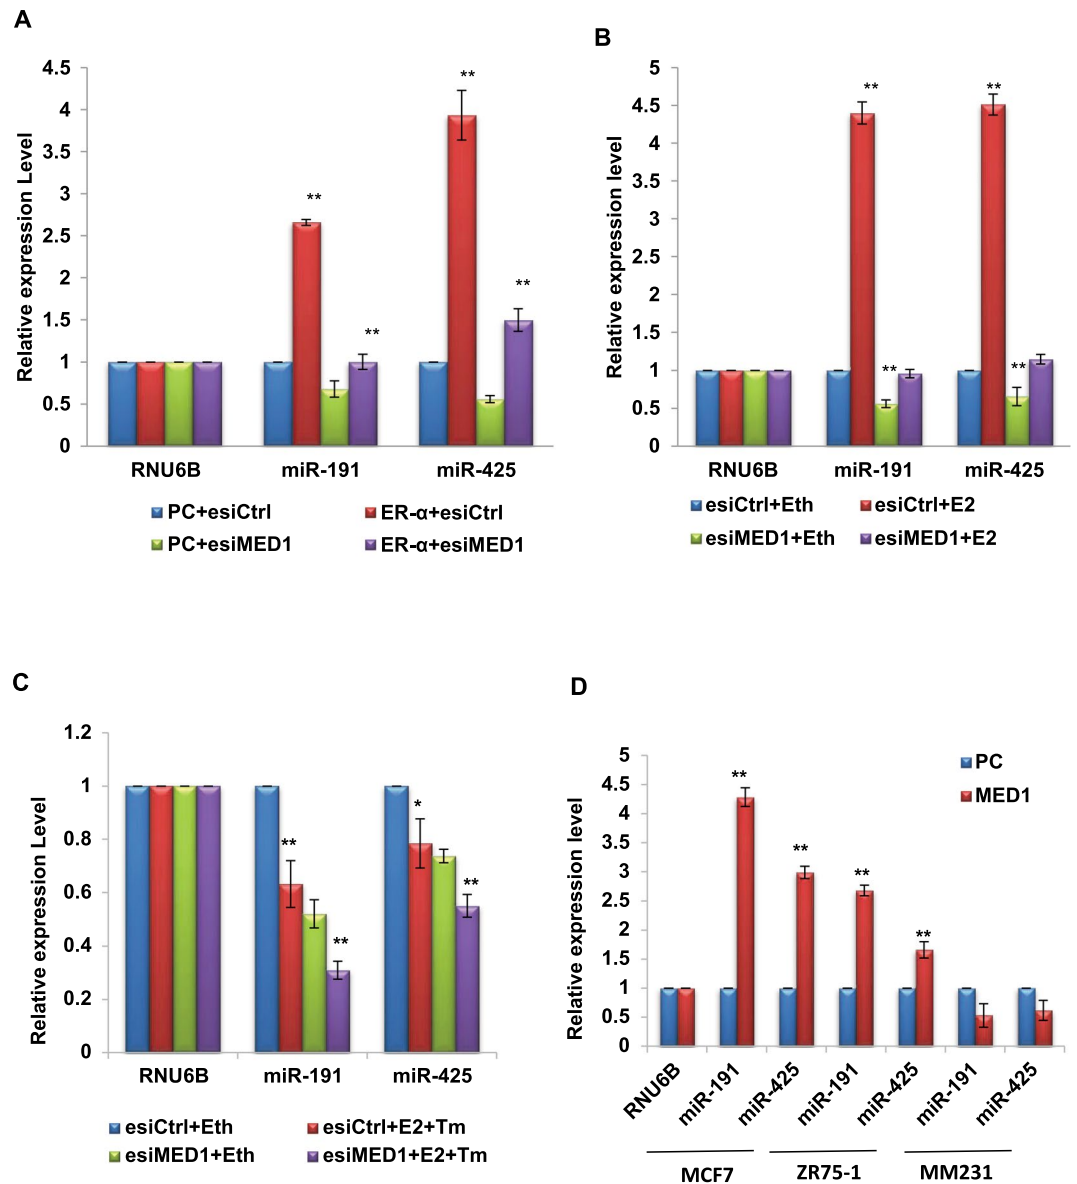 A
Relative expression Level
4.5
4
3.5
3
2.5
2
1.5
1
0.5
0
**
**
**
**
RNU6B miR-191 miR-425
PC+esiCtrl ER-α+esiCtrl
PC+esiMED1 ER-α+esiMED1
B
Relative expression level
5
4.5
4
3.5
3
2.5
2
1.5
1
0.5
0
**
**
**
**
RNU6B miR-191 miR-425
esiCtrl+Eth esiCtrl+E2
esiMED1+Eth esiMED1+E2
C
Relative expression Level
1.2
1
0.8
0.6
0.4
0.2
0
**
**
*
**
RNU6B miR-191 miR-425
esiCtrl+Eth esiCtrl+E2+Tm
esiMED1+Eth esiMED1+E2+Tm
D
Relative expression level
5
4.5
4
3.5
3
2.5
2
1.5
1
0.5
0
PC
MED1
**
**
**
**
RNU6B miR-191 miR-425 miR-191 miR-425 miR-191 miR-425
MCF7 ZR75-1 MM231